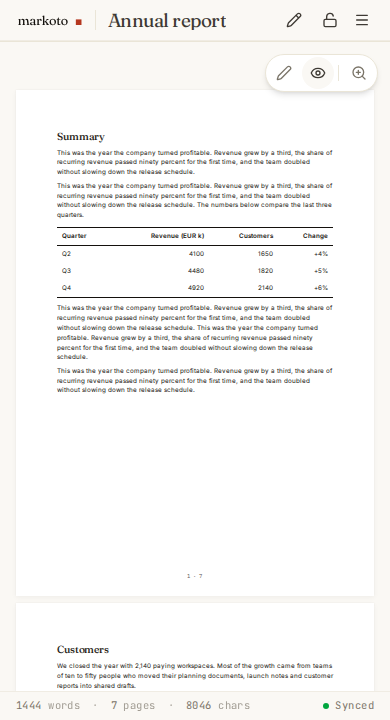 markoto
Annual report
Summary
This was the year the company turned profitable. Revenue grew by a third, the share of
recurring revenue passed ninety percent for the first time, and the team doubled
without slowing down the release schedule.
This was the year the company turned profitable. Revenue grew by a third, the share of
recurring revenue passed ninety percent for the first time, and the team doubled
without slowing down the release schedule. The numbers below compare the last three
quarters.
Quarter Revenue (EUR k) Customers Change
Q2 4100 1650 +4%
Q3 4480 1820 +5%
Q4 4920 2140 +6%
This was the year the company turned profitable. Revenue grew by a third, the share of
recurring revenue passed ninety percent for the first time, and the team doubled
without slowing down the release schedule. This was the year the company turned
profitable. Revenue grew by a third, the share of recurring revenue passed ninety
percent for the first time, and the team doubled without slowing down the release
schedule.
This was the year the company turned profitable. Revenue grew by a third, the share of
recurring revenue passed ninety percent for the first time, and the team doubled
without slowing down the release schedule.
1 - 7
Customers
We closed the year with 2,140 paying workspaces. Most of the growth came from teams
of ten to fifty people who moved their planning documents, launch notes and customer
reports into shared drafts.
1444 words · 7 pages · 8046 chars Synced